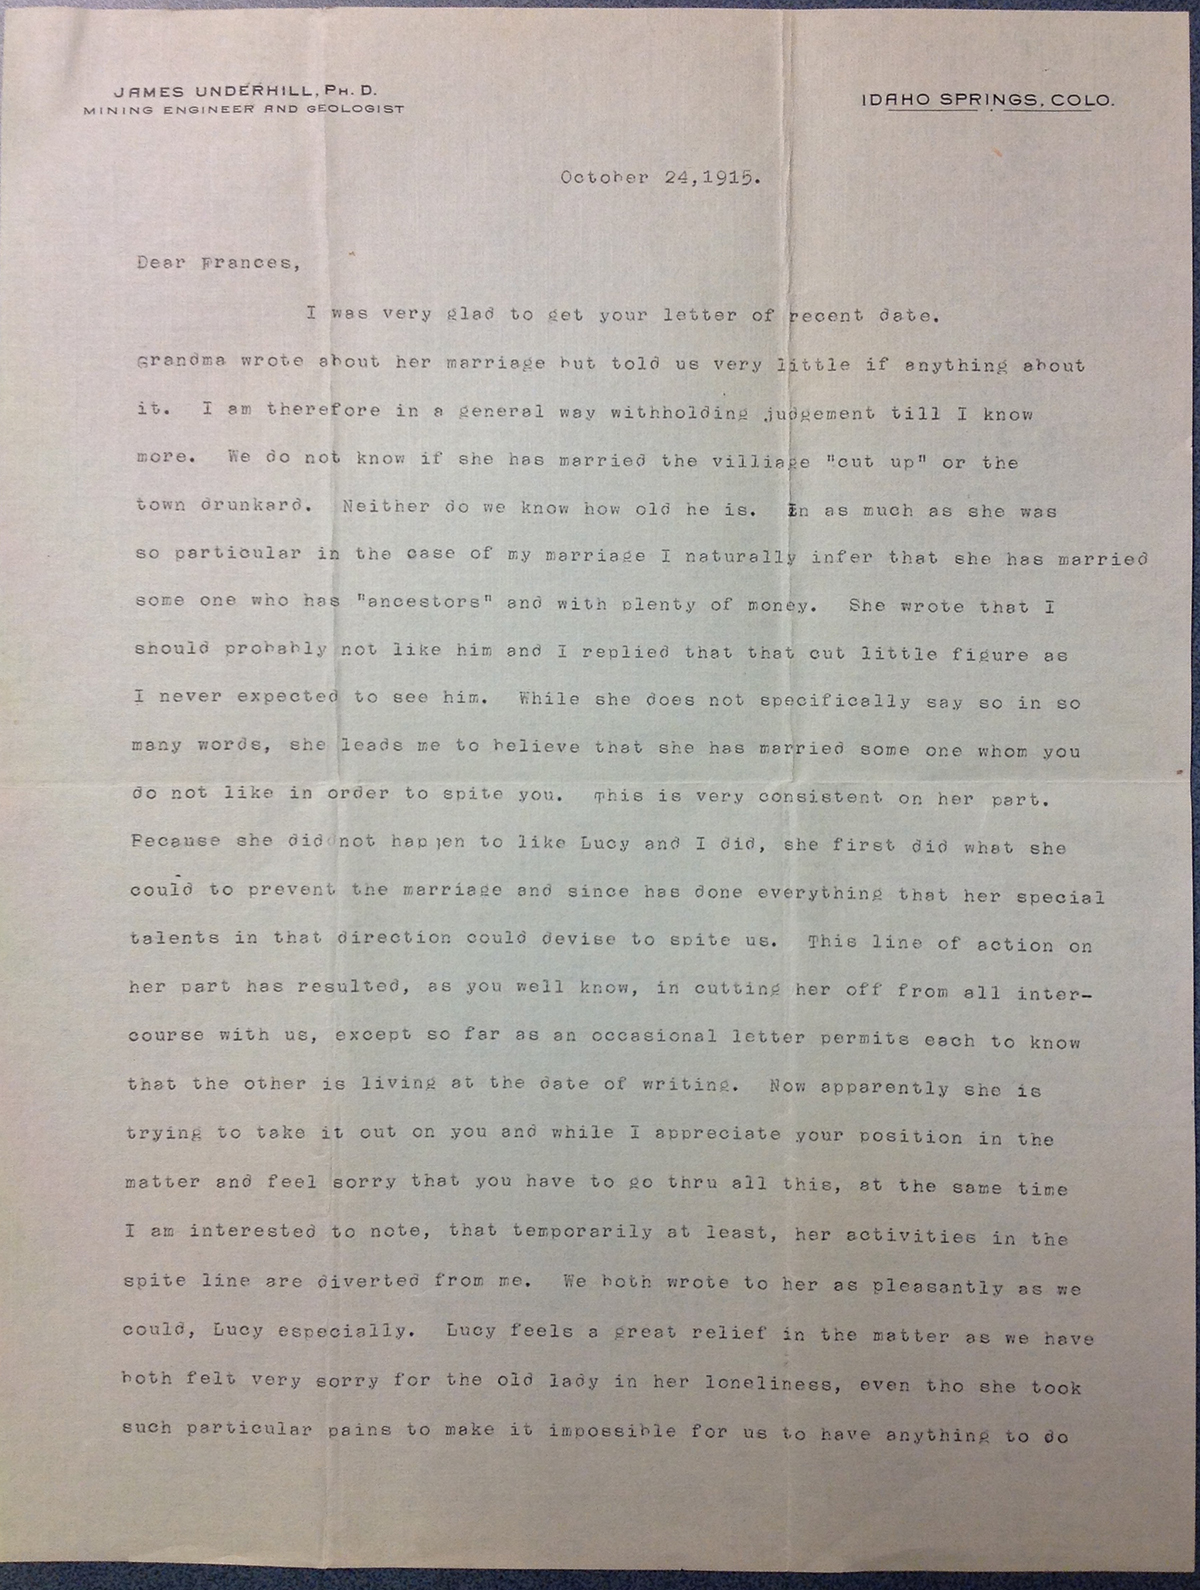 JAMES UNDERHILL, PH. D.
MINING ENGINEER AND GEOLOGIST
IDAHO SPRINGS, COLO.
October 24,1915.
Dear Frances,
I was very glad to get your letter of recent date.
Grandma wrote about her marriage but told us very little if anything about
it. I am therefore in a general way withholding judgement till I know
more. We do not know if she has married the villiage "cut up" or the
town drunkard. Neither do we know how old he is. In as much as she was
so particular in the case of my marriage I naturally infer that she has married
some one who has "ancestors" and with plenty of money. She wrote that I
should probably not like him and I replied that that cut little figure as
I never expected to see him. While she does not specifically say so in so
many words, she leads me to believe that she has married some one whom you
do not like in order to spite you. This is very consistent on her part.
Because she did not happen to like Lucy and I did, she first did what she
could to prevent the marriage and since has done everything that her special
talents in that direction could devise to spite us. This line of action on
her part has resulted, as you well know, in cutting her off from all inter-
course with us, except so far as an occasional letter permits each to know
that the other is living at the date of writing. Now apparently she is
trying to take it out on you and while I appreciate your position in the
matter and feel sorry that you have to go thru all this, at the same time
I am interested to note, that temporarily at least, her activities in the
spite line are diverted from me. We both wrote to her as pleasantly as we
could, Lucy especially. Lucy feels a great relief in the matter as we have
both felt very sorry for the old lady in her loneliness, even tho she took
such particular pains to make it impossible for us to have anything to do